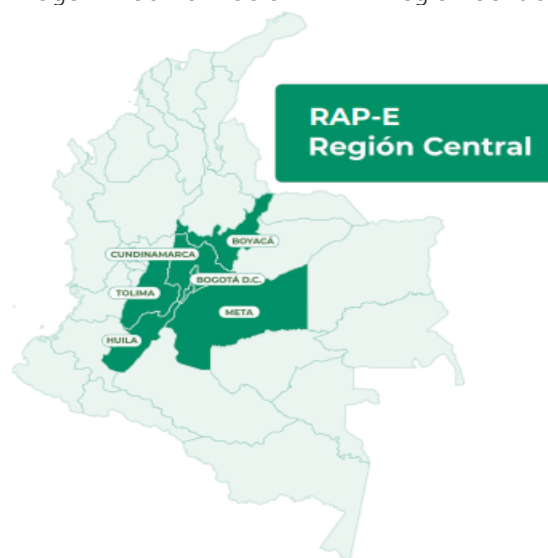 RAP-E
Región Central
BOYACÁ
CUNDINAMARCA
BOGOTÁ D.C.
TOLIMA
META
HUILA